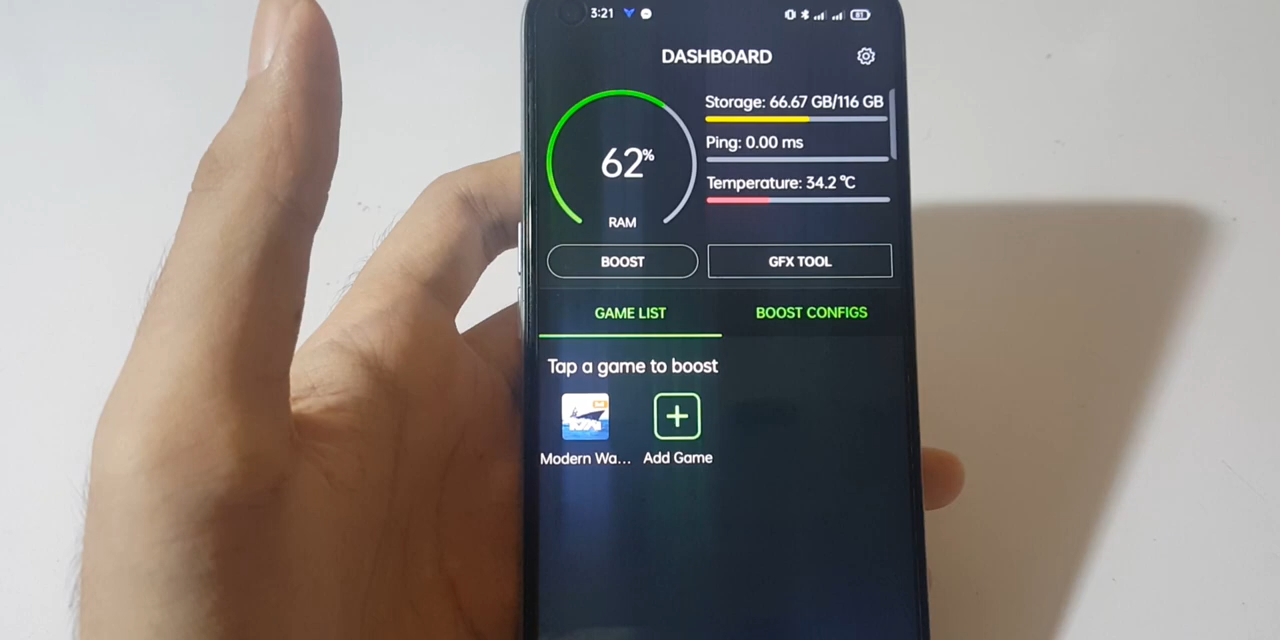 3:21
81
DASHBOARD
62%
RAM
Storage: 66.67 GB/116 GB
Ping: 0.00 ms
Temperature: 34.2 ℃
BOOST
GFX TOOL
GAME LIST
BOOST CONFIGS
Tap a game to boost
Modern Wa...
Add Game